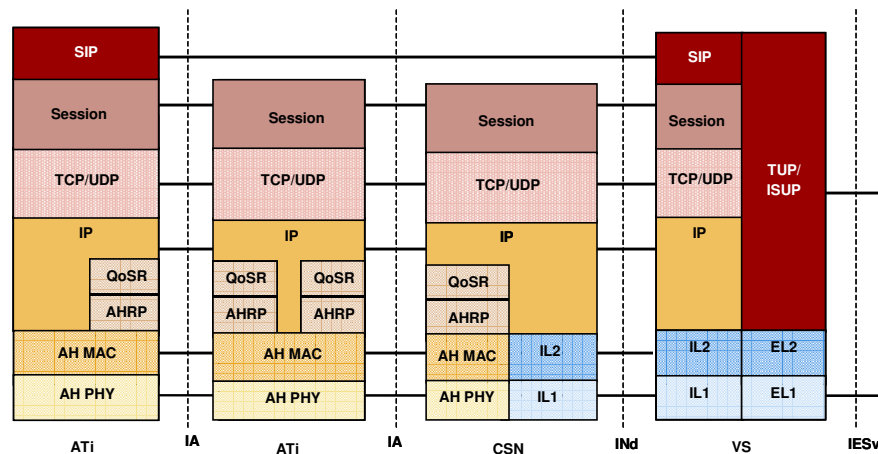 SIP
Session
TCP/UDP
IP
QoSR
AHRP
AH MAC
AH PHY
ATi
IA
Session
TCP/UDP
IP
QoSR QoSR
AHRP AHRP
AH MAC
AH PHY
ATi
IA
Session
TCP/UDP
IP
QoSR
AHRP
AH MAC IL2
AH PHY IL1
CSN
INd
SIP
Session
TCP/UDP
IP
TUP/
ISUP
IL2 EL2
IL1 EL1
VS
IESv